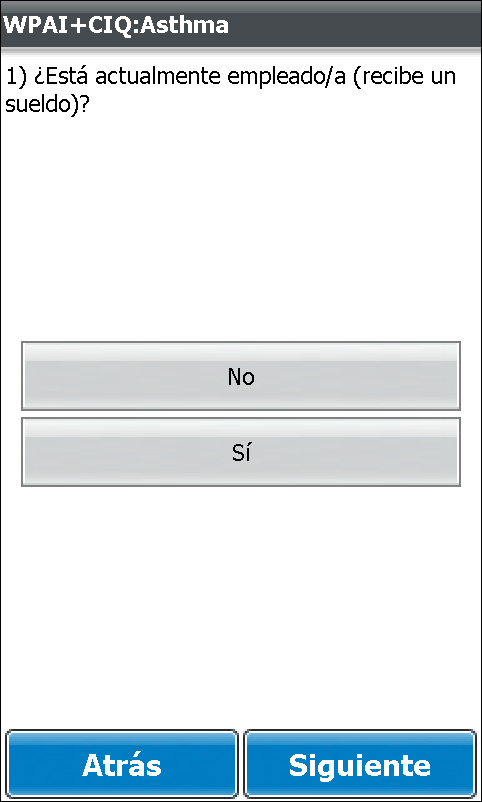 WPAI+CIQ:Asthma
1) ¿Está actualmente empleado/a (recibe un
sueldo)?
No
Sí
Atrás
Siguiente